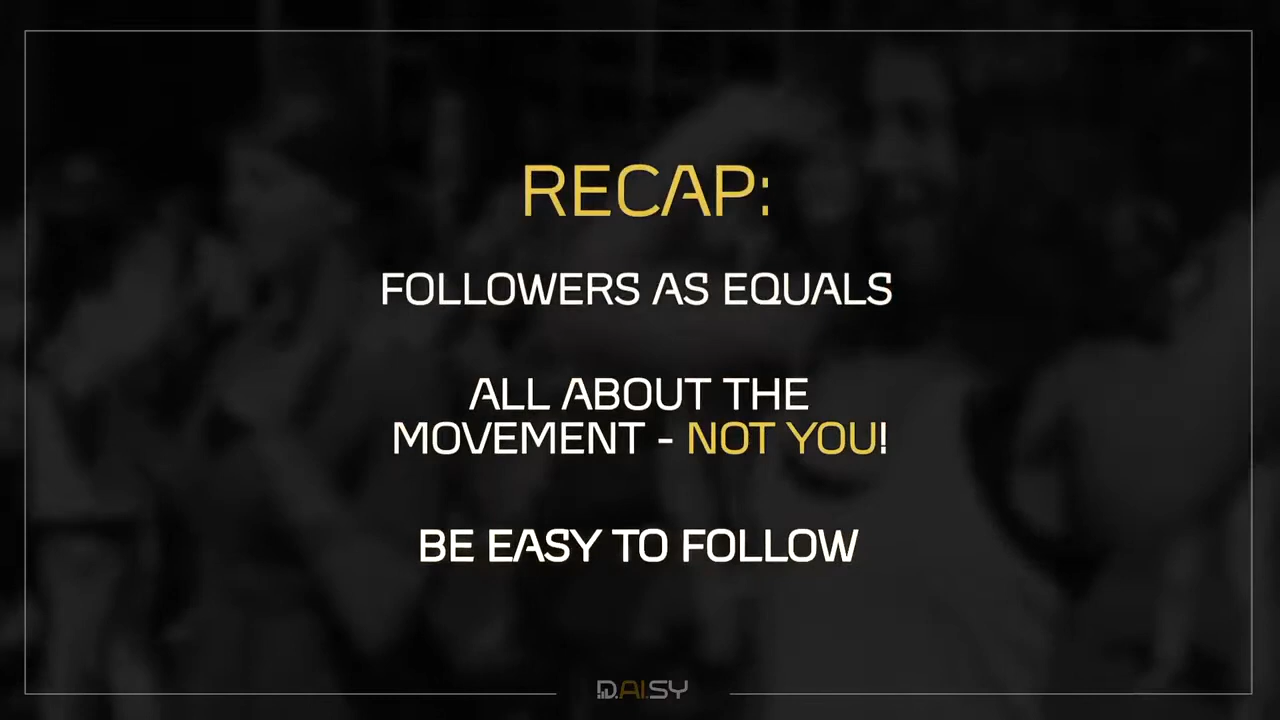 RECAP:
FOLLOWERS AS EQUALS
ALL ABOUT THE
MOVEMENT - NOT YOU!
BE EASY TO FOLLOW
D.AI.SY